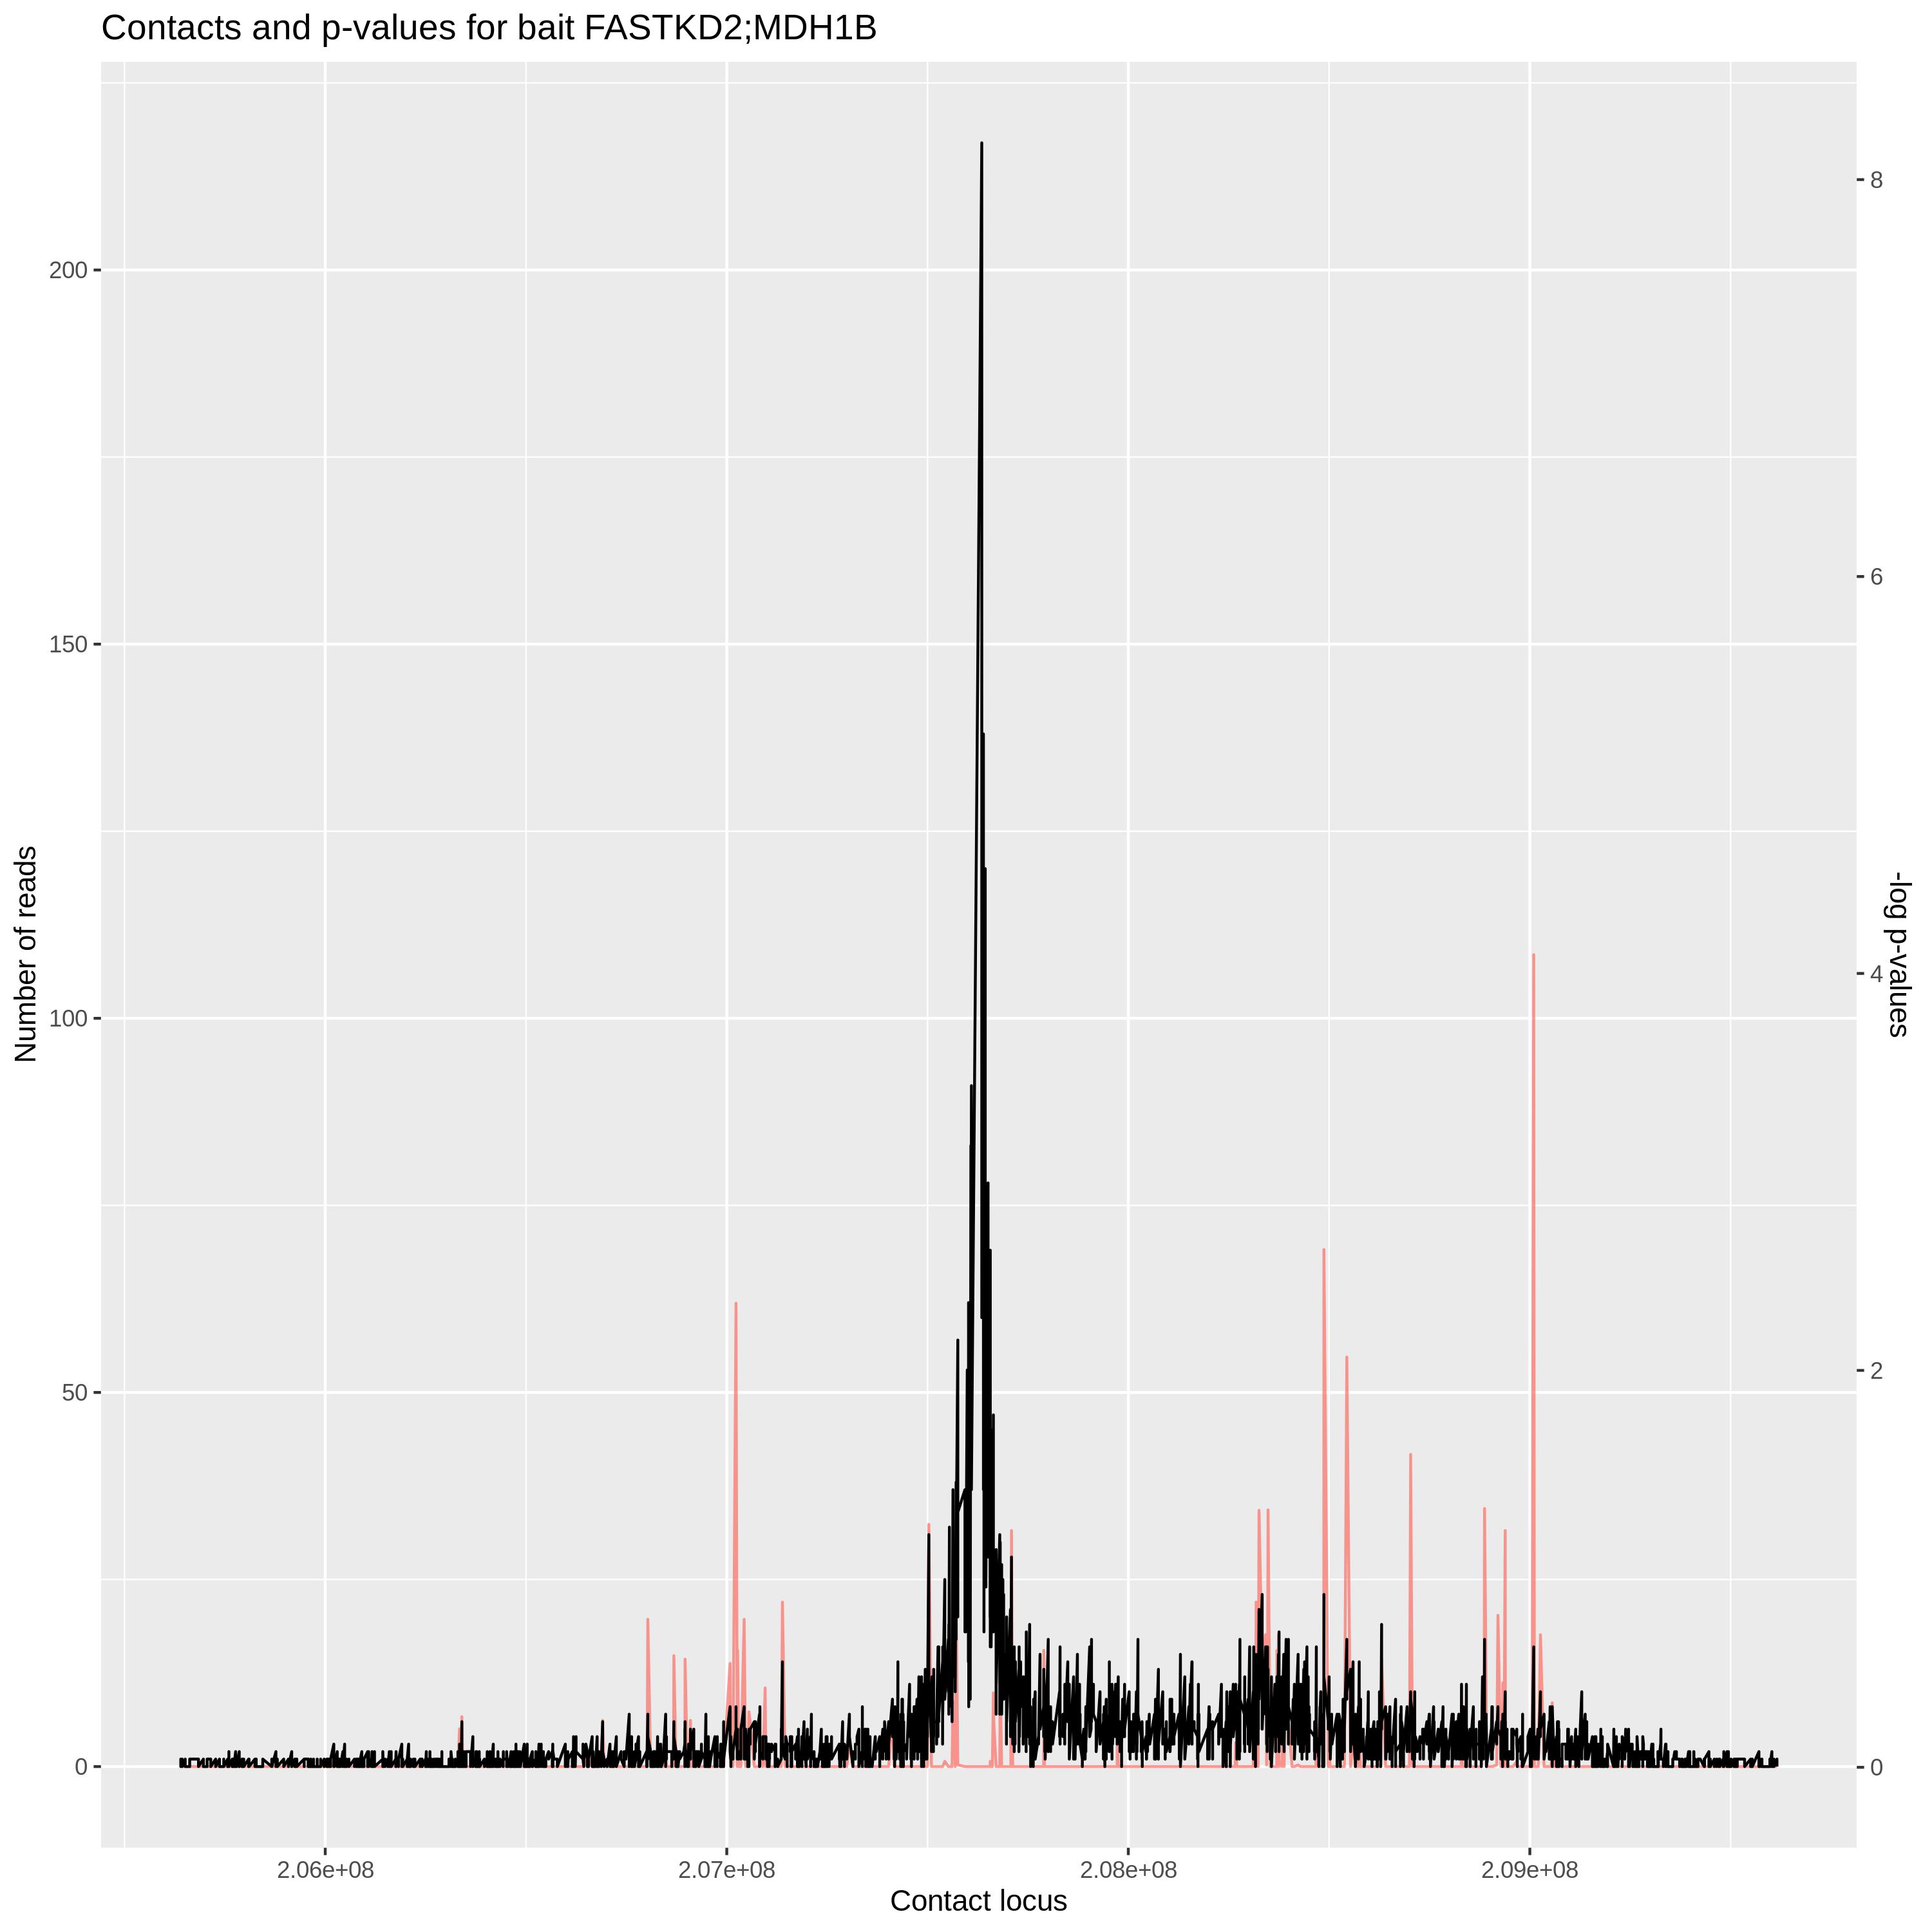 Contacts and p-values for bait FASTKD2;MDH1B
200
150
100
50
0
Number of reads
8
6
4
2
0
-log p-values
2.06e+08
2.07e+08
2.08e+08
2.09e+08
Contact locus